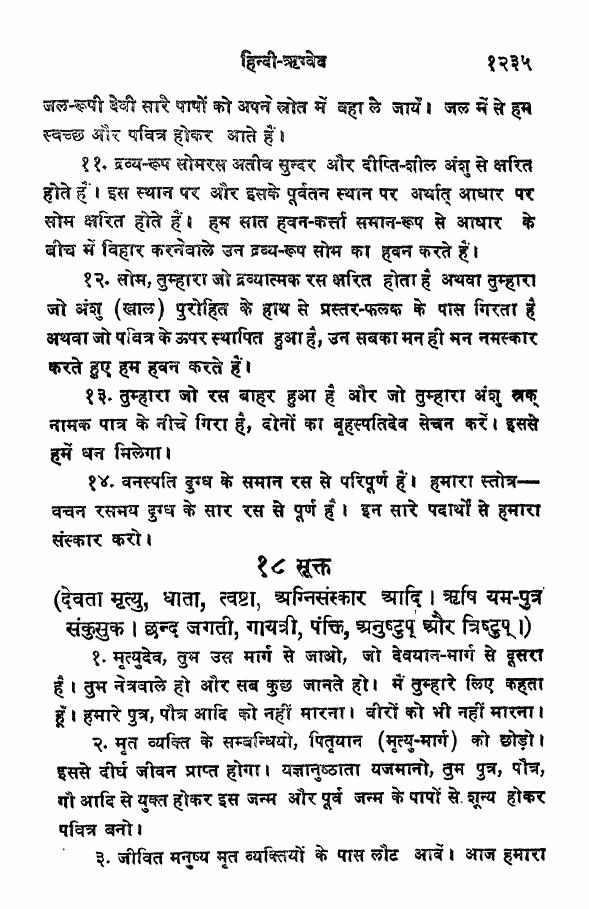 हिन्दी-ऋग्वेद १२३५
जल-रूपी देवी सारे पापों को अपने स्रोत में बहा ले जायँ। जल में से हम
स्वच्छ और पवित्र होकर आते हैं।
११. द्रव्य-रूप सोमरस अतीव सुन्दर और दीप्ति-शील अंशु से क्षरित
होते हैं। इस स्थान पर और इसके पूर्वतन स्थान पर अर्थात् आधार पर
सोम क्षरित होते हैं। हम सात हवन-कर्त्ता समान-रूप से आधार के
बीच में विहार करनेवाले उन द्रव्य-रूप सोम का हवन करते हैं।
१२. सोम, तुम्हारा जो द्रव्यात्मक रस क्षरित होता है अथवा तुम्हारा
जो अंशु (खाल) पुरोहित के हाथ से प्रस्तर-फलक के पास गिरता है
अथवा जो पवित्र के ऊपर स्थापित हुआ है, उन सबका मन ही मन नमस्कार
करते हुए हम हवन करते हैं।
१३. तुम्हारा जो रस बाहर हुआ है और जो तुम्हारा अंशु स्रुक्
नामक पात्र के नीचे गिरा है, दोनों का बृहस्पतिदेव सेचन करें। इससे
हमें धन मिलेगा।
१४. वनस्पति दुग्ध के समान रस से परिपूर्ण हैं। हमारा स्तोत्र—
वचन रसमय दुग्ध के सार रस से पूर्ण है। इन सारे पदार्थों से हमारा
संस्कार करो।
१८ सूक्त
(देवता मृत्यु, धाता, त्वष्टा, अग्निसंस्कार आदि। ऋषि यम-पुत्र
संकुसुक। छन्द जगती, गायत्री, पंक्ति, अनुष्टुप् और त्रिष्टुप्।)
१. मृत्युदेव, तुम उस मार्ग से जाओ, जो देवयान-मार्ग से दूसरा
है। तुम नेत्रवाले हो और सब कुछ जानते हो। मैं तुम्हारे लिए कहता
हूँ। हमारे पुत्र, पौत्र आदि को नहीं मारना। वीरों को भी नहीं मारना।
२. मृत व्यक्ति के सम्बन्धियो, पितृयान (मृत्यु-मार्ग) को छोड़ो।
इससे दीर्घ जीवन प्राप्त होगा। यज्ञानुष्ठाता यजमानो, तुम पुत्र, पौत्र,
गौ आदि से युक्त होकर इस जन्म और पूर्व जन्म के पापों से शून्य होकर
पवित्र बनो।
३. जीवित मनुष्य मृत व्यक्तियों के पास लौट आवें। आज हमारा